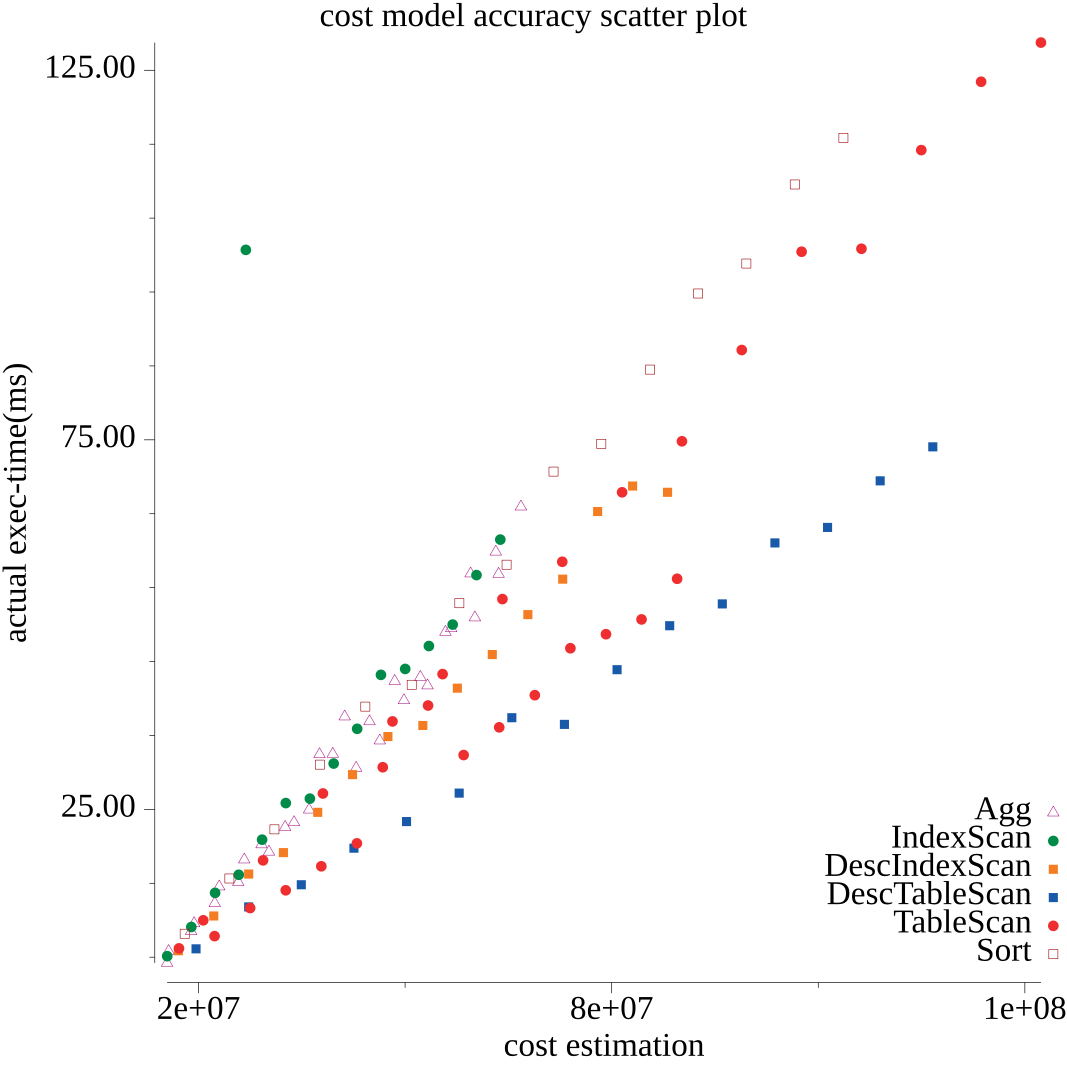 cost model accuracy scatter plot
125.00
75.00
25.00
actual exec-time(ms)
Agg
IndexScan
DescIndexScan
DescTableScan
TableScan
Sort
2e+07
8e+07
1e+08
cost estimation